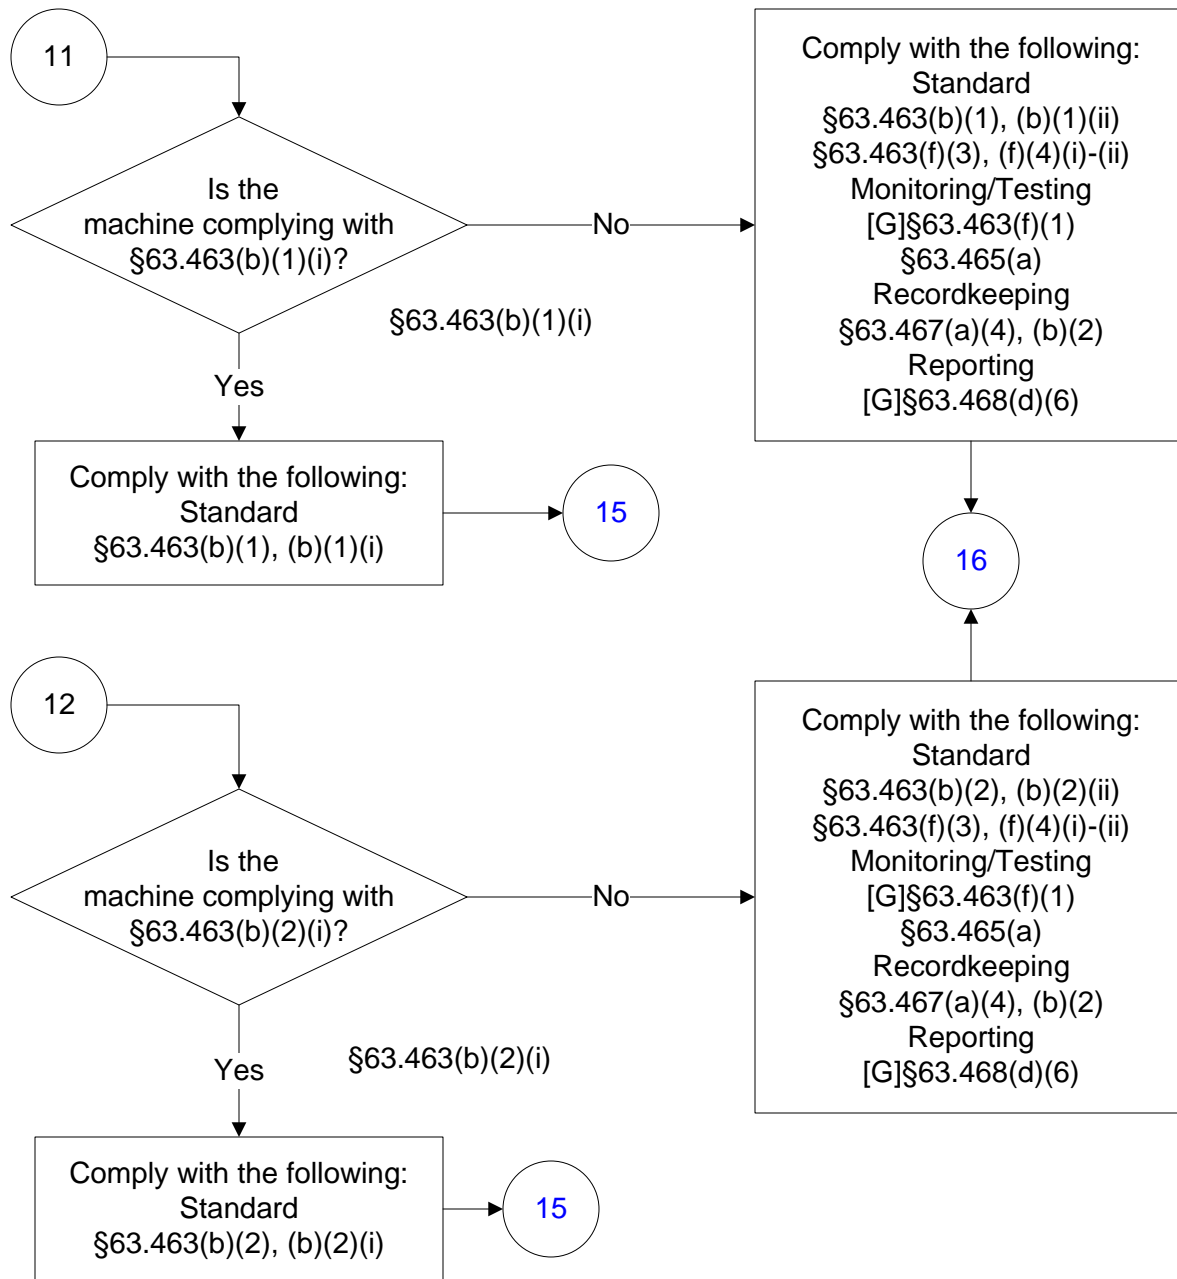 11
Is the
machine complying with
§63.463(b)(1)(i)?
No
§63.463(b)(1)(i)
Yes
Comply with the following:
Standard
§63.463(b)(1), (b)(1)(i)
15
Comply with the following:
Standard
§63.463(b)(1), (b)(1)(ii)
§63.463(f)(3), (f)(4)(i)-(ii)
Monitoring/Testing
[G]§63.463(f)(1)
§63.465(a)
Recordkeeping
§63.467(a)(4), (b)(2)
Reporting
[G]§63.468(d)(6)
16
12
Is the
machine complying with
§63.463(b)(2)(i)?
No
§63.463(b)(2)(i)
Yes
Comply with the following:
Standard
§63.463(b)(2), (b)(2)(i)
15
Comply with the following:
Standard
§63.463(b)(2), (b)(2)(ii)
§63.463(f)(3), (f)(4)(i)-(ii)
Monitoring/Testing
[G]§63.463(f)(1)
§63.465(a)
Recordkeeping
§63.467(a)(4), (b)(2)
Reporting
[G]§63.468(d)(6)